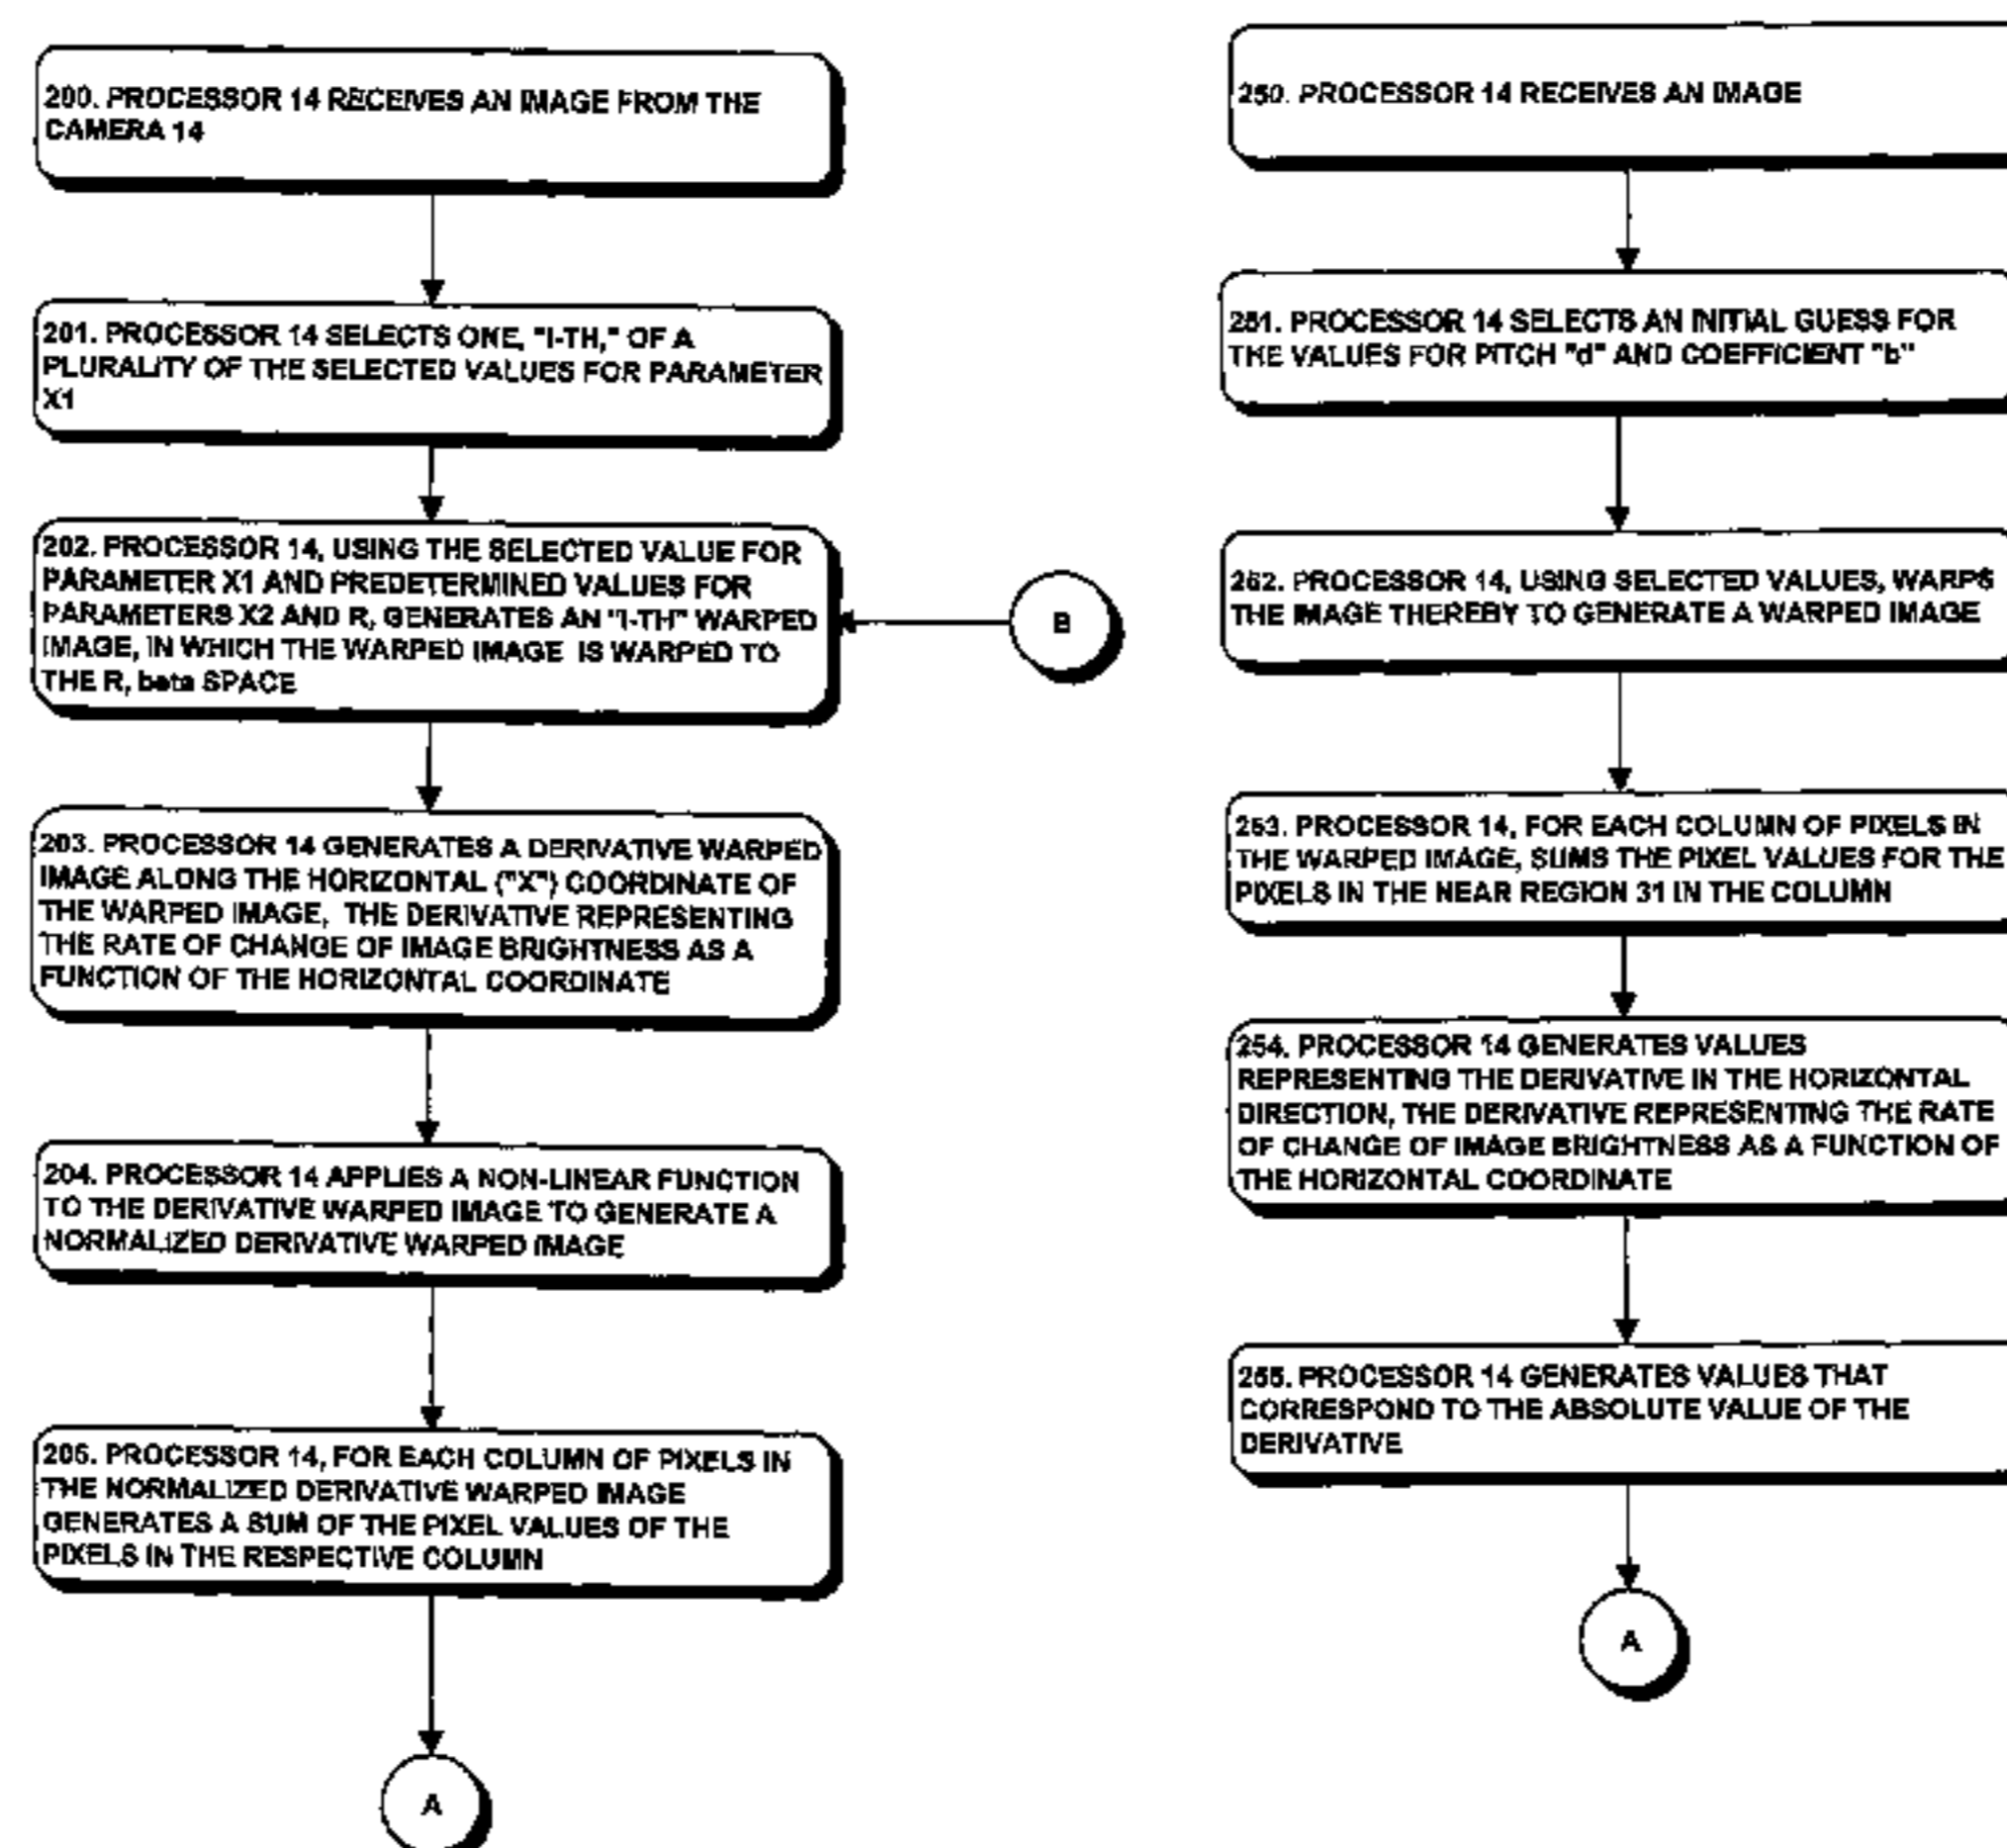 200. PROCESSOR 14 RECEIVES AN IMAGE FROM THE
CAMERA 14
201. PROCESSOR 14 SELECTS ONE, "I-TH," OF A
PLURALITY OF THE SELECTED VALUES FOR PARAMETER
X1
202. PROCESSOR 14, USING THE SELECTED VALUE FOR
PARAMETER X1 AND PREDETERMINED VALUES FOR
PARAMETERS X2 AND R, GENERATES AN "I-TH" WARPED
IMAGE, IN WHICH THE WARPED IMAGE IS WARPED TO
THE R, beta SPACE
B
203. PROCESSOR 14 GENERATES A DERIVATIVE WARPED
IMAGE ALONG THE HORIZONTAL ("X") COORDINATE OF
THE WARPED IMAGE, THE DERIVATIVE REPRESENTING
THE RATE OF CHANGE OF IMAGE BRIGHTNESS AS A
FUNCTION OF THE HORIZONTAL COORDINATE
204. PROCESSOR 14 APPLIES A NON-LINEAR FUNCTION
TO THE DERIVATIVE WARPED IMAGE TO GENERATE A
NORMALIZED DERIVATIVE WARPED IMAGE
205. PROCESSOR 14, FOR EACH COLUMN OF PIXELS IN
THE NORMALIZED DERIVATIVE WARPED IMAGE
GENERATES A SUM OF THE PIXEL VALUES OF THE
PIXELS IN THE RESPECTIVE COLUMN
A
250. PROCESSOR 14 RECEIVES AN IMAGE
251. PROCESSOR 14 SELECTS AN INITIAL GUESS FOR
THE VALUES FOR PITCH "d" AND COEFFICIENT "b"
252. PROCESSOR 14, USING SELECTED VALUES, WARPS
THE IMAGE THEREBY TO GENERATE A WARPED IMAGE
253. PROCESSOR 14, FOR EACH COLUMN OF PIXELS IN
THE WARPED IMAGE, SUMS THE PIXEL VALUES FOR THE
PIXELS IN THE NEAR REGION 31 IN THE COLUMN
254. PROCESSOR 14 GENERATES VALUES
REPRESENTING THE DERIVATIVE IN THE HORIZONTAL
DIRECTION, THE DERIVATIVE REPRESENTING THE RATE
OF CHANGE OF IMAGE BRIGHTNESS AS A FUNCTION OF
THE HORIZONTAL COORDINATE
255. PROCESSOR 14 GENERATES VALUES THAT
CORRESPOND TO THE ABSOLUTE VALUE OF THE
DERIVATIVE
A